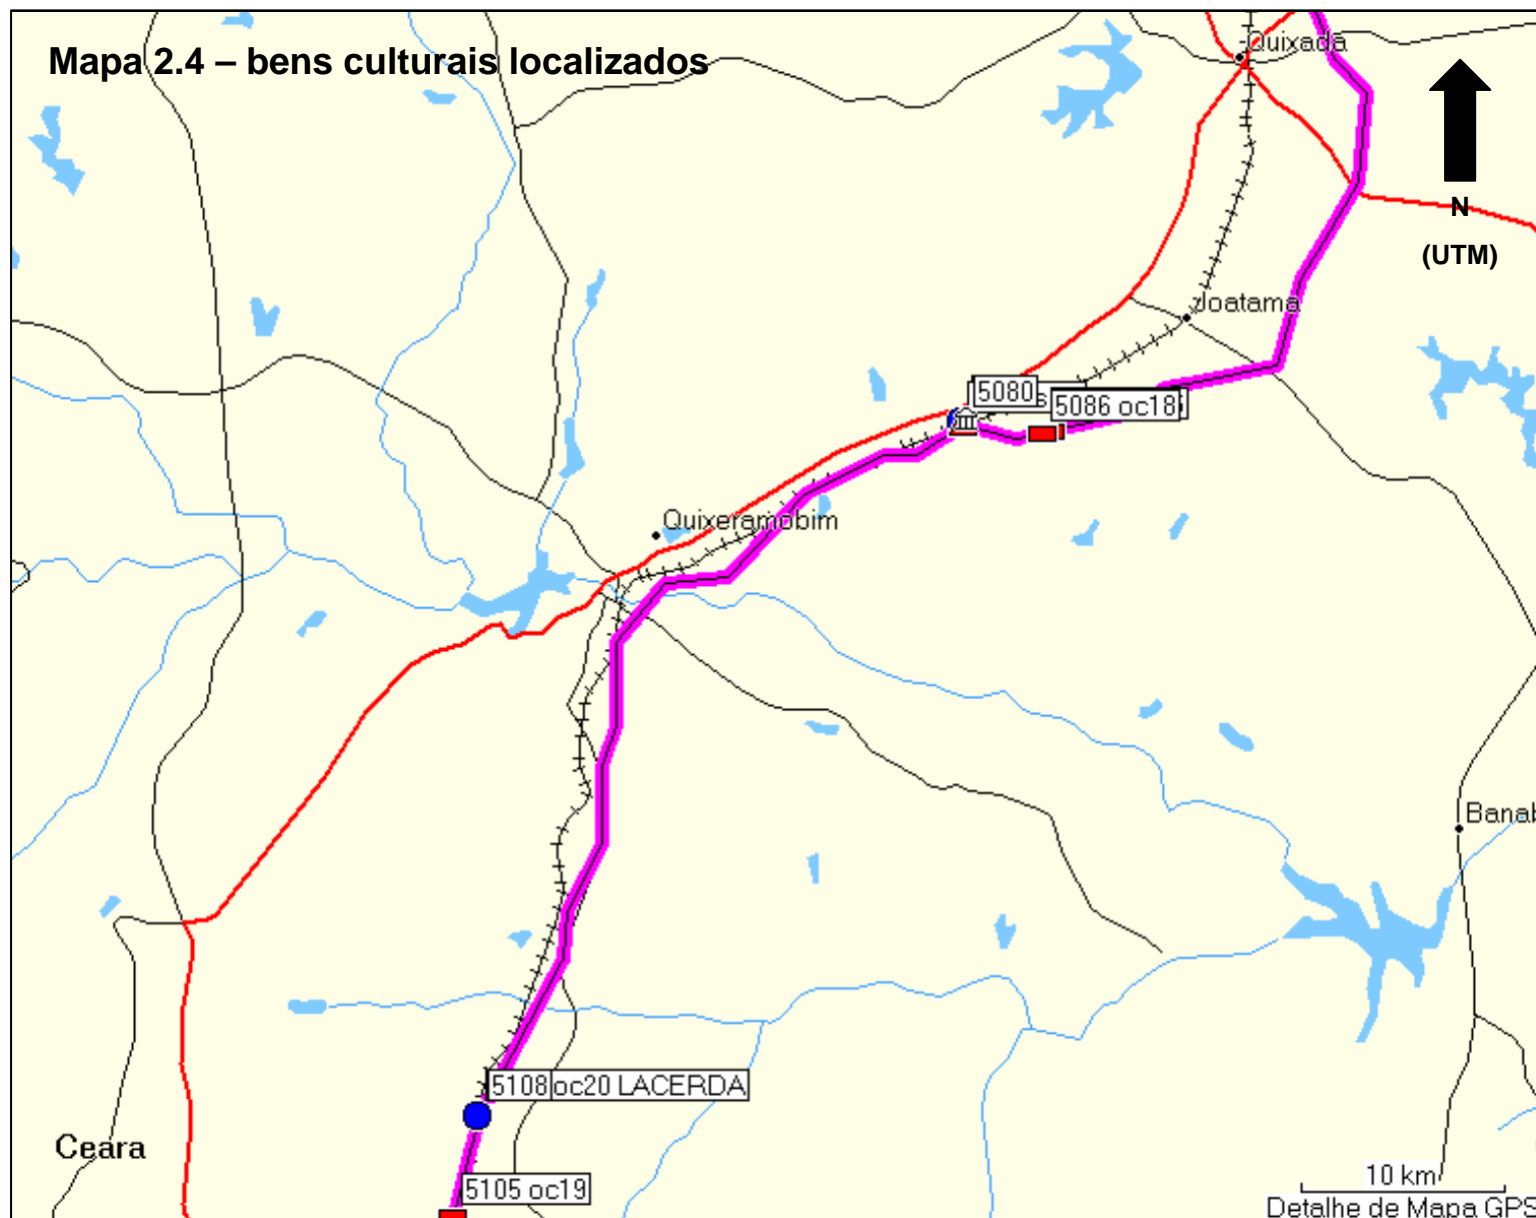 Mapa 2.4 – bens culturais localizados
Quixada
N
(UTM)
Joatama
5080
5086 oc18
Quixeramobim
Banab
5108 oc20 LACERDA
Ceara
5105 oc19
10 km
Detalhe de Mapa GPS